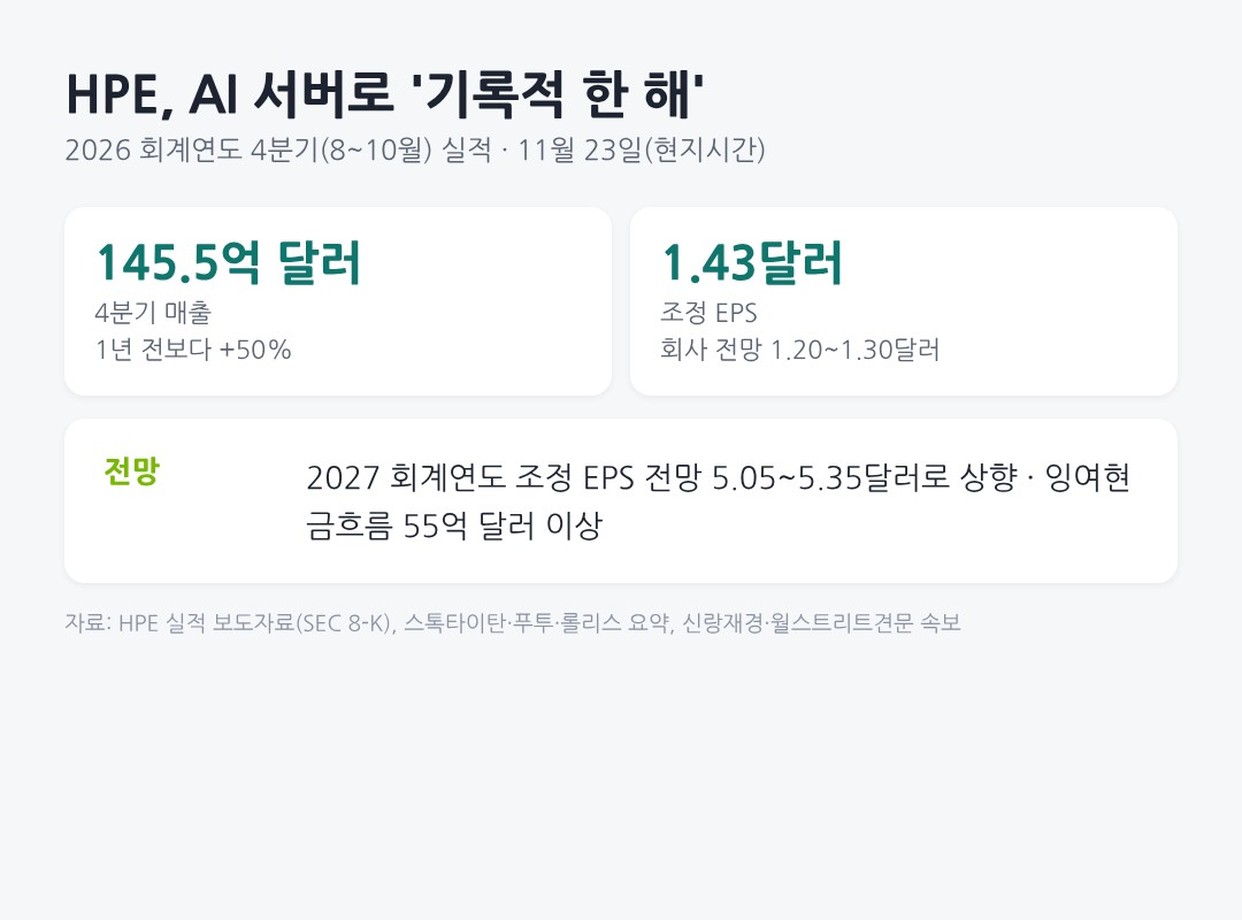 HPE, AI 서버로 '기록적 한 해'
2026 회계연도 4분기(8~10월) 실적 · 11월 23일(현지시간)
145.5억 달러
4분기 매출
1년 전보다 +50%
1.43달러
조정 EPS
회사 전망 1.20~1.30달러
전망
2027 회계연도 조정 EPS 전망 5.05~5.35달러로 상향 · 잉여현
금흐름 55억 달러 이상
자료: HPE 실적 보도자료(SEC 8-K), 스톡타이탄·푸투·롤리스 요약, 신랑재경·월스트리트견문 속보